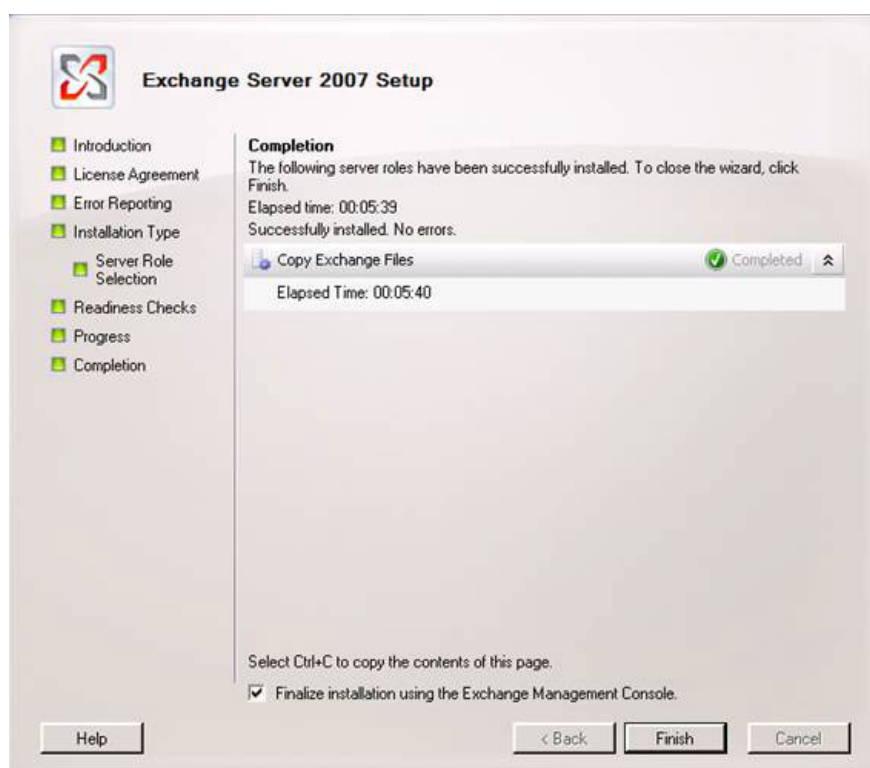 Exchange Server 2007 Setup
Introduction
License Agreement
Error Reporting
Installation Type
Server Role
Selection
Readiness Checks
Progress
Completion
Completion
The following server roles have been successfully installed. To close the wizard, click
Finish.
Elapsed time: 00:05:39
Successfully installed. No errors.
Copy Exchange Files Completed
Elapsed Time: 00:05:40
Select Ctrl+C to copy the contents of this page.
Finalize installation using the Exchange Management Console.
Help < Back Finish Cancel